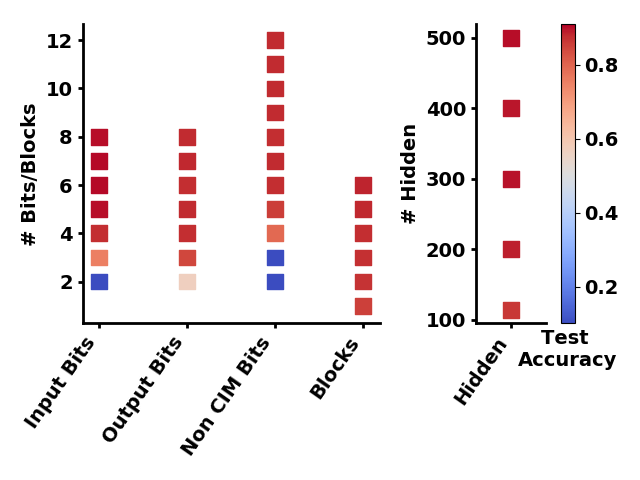 # Bits/Blocks
12
10
8
6
4
2
Input Bits
Output Bits
Non CIM Bits
Blocks
# Hidden
500
400
300
200
100
Hidden
0.8
0.6
0.4
0.2
Test
Accuracy